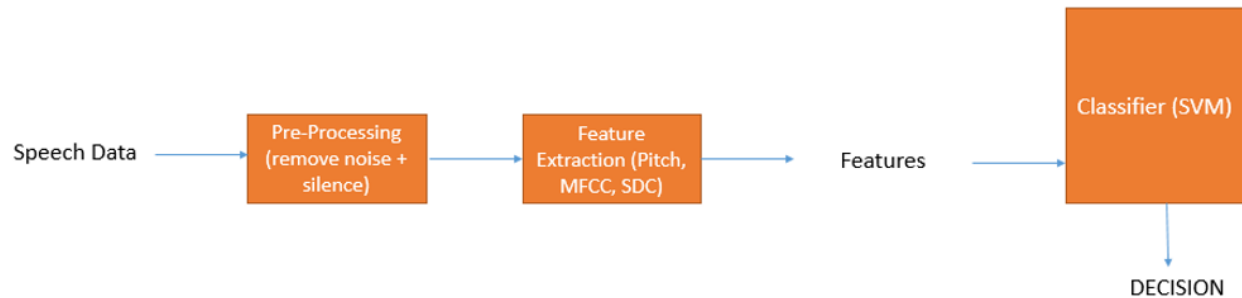 Speech Data
Pre-Processing
(remove noise +
silence)
Feature
Extraction (Pitch,
MFCC, SDC)
Features
Classifier (SVM)
DECISION